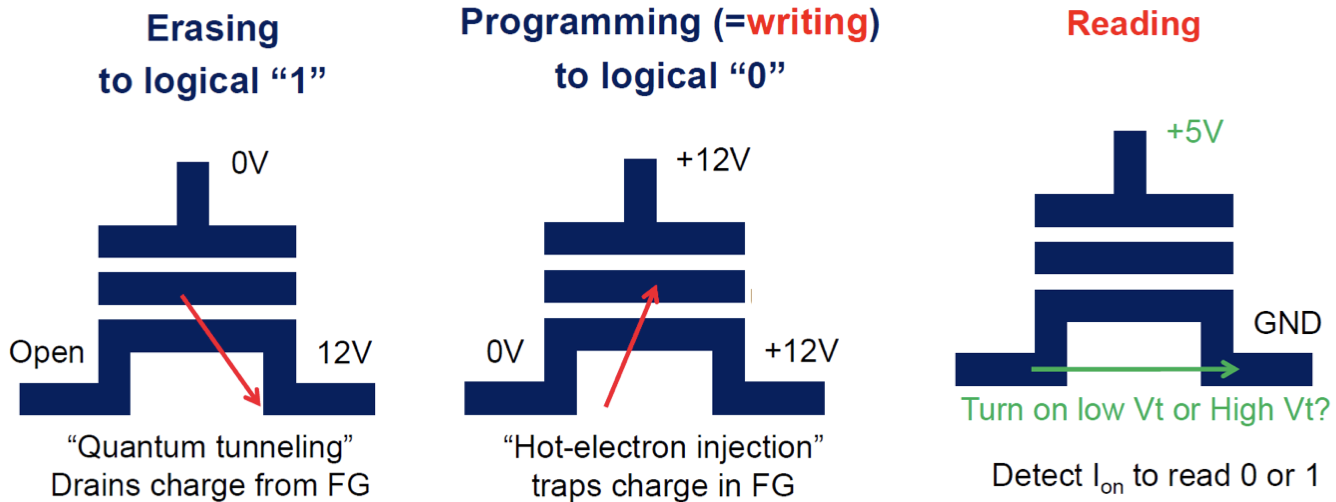 Erasing
to logical “1”
0V
Open
12V
“Quantum tunneling”
Drains charge from FG
Programming (=writing)
to logical “0”
+12V
0V
+12V
“Hot-electron injection”
traps charge in FG
Reading
+5V
GND
Turn on low Vt or High Vt?
Detect Ion to read 0 or 1